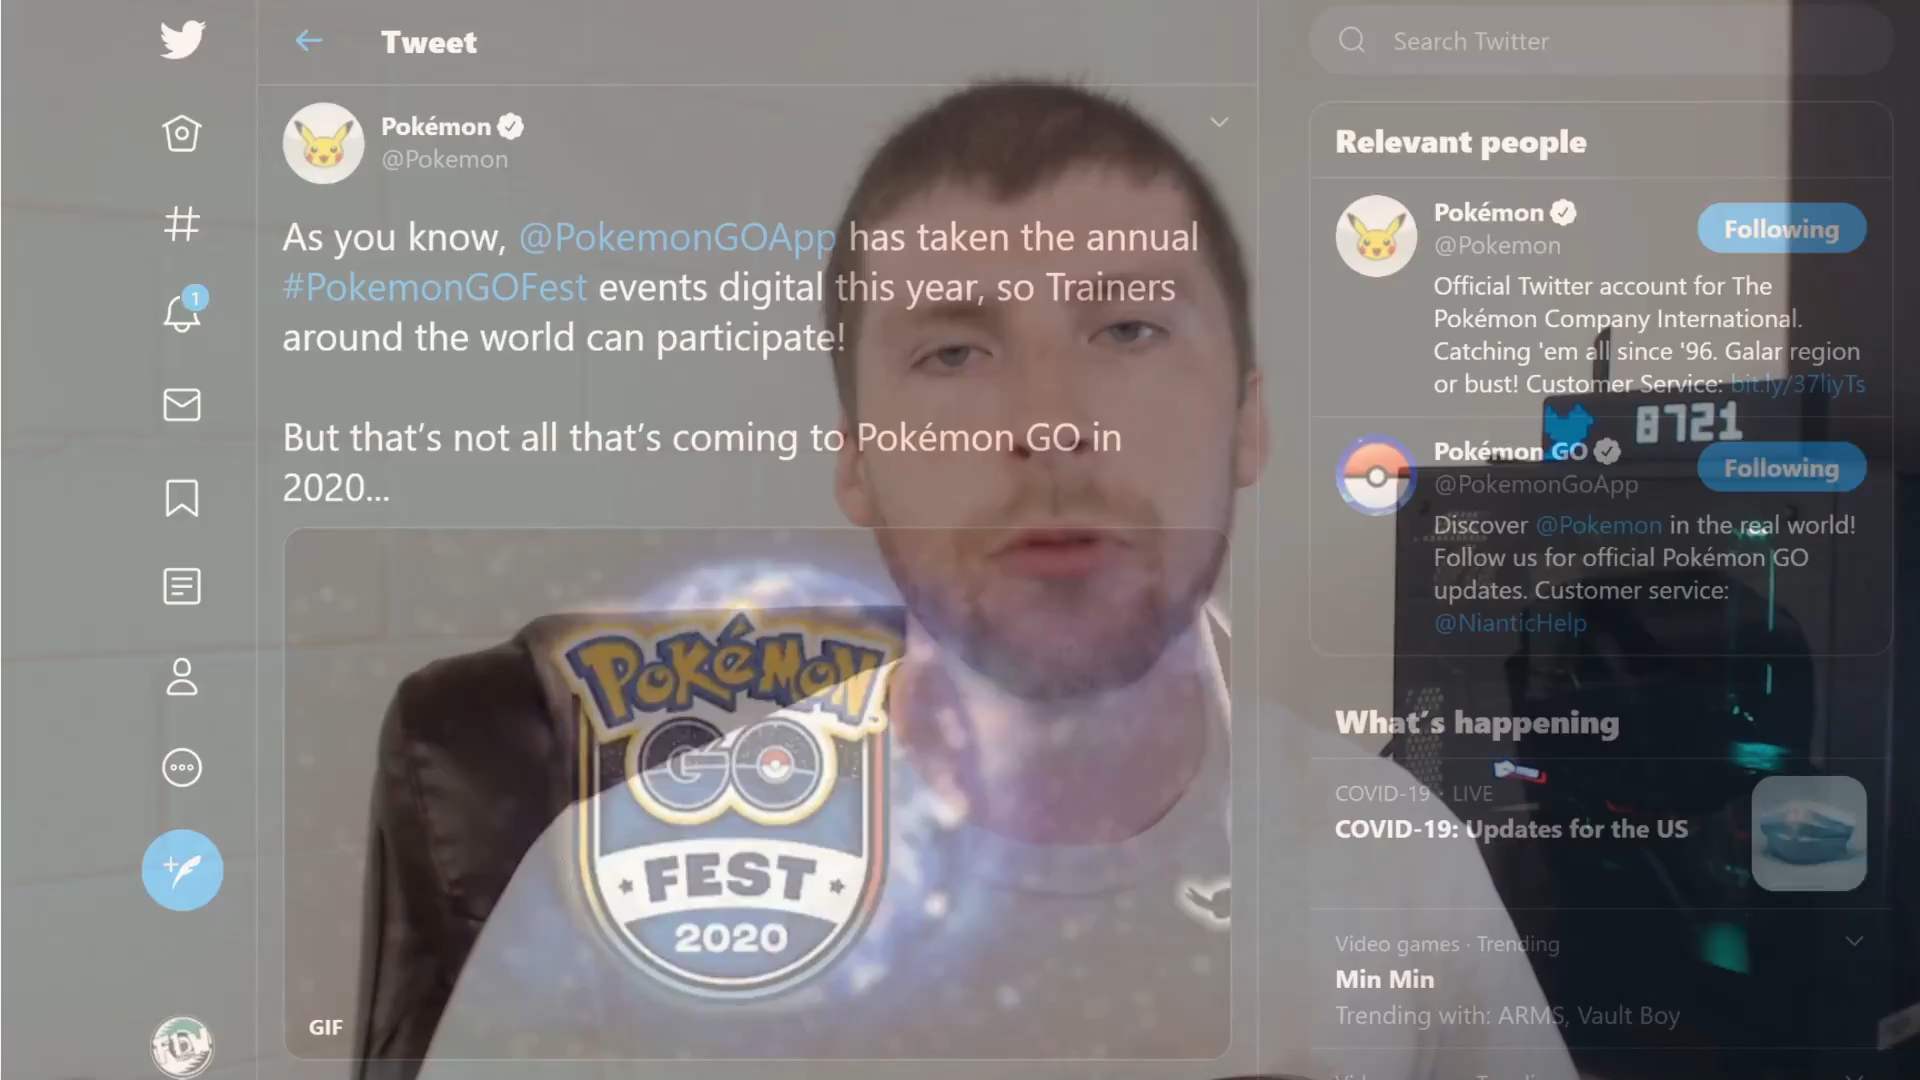 Tweet
Pokémon
@Pokemon
As you know, @PokemonGOApp has taken the annual
#PokemonGOFest events digital this year, so Trainers
around the world can participate!
But that's not all that's coming to Pokémon GO in
2020...
POKÉMON
GO
FEST
2020
GIF
1
Search Twitter
Relevant people
Pokémon
@Pokemon
Following
Official Twitter account for The
Pokémon Company International.
Catching 'em all since '96. Galar region
or bust! Customer Service: bit.ly/37liyTs
8721
Pokémon GO
@PokemonGoApp
Following
Discover @Pokemon in the real world!
Follow us for official Pokémon GO
updates. Customer service:
@NianticHelp
What's happening
COVID-19 · LIVE
COVID-19: Updates for the US
Video games · Trending
Min Min
Trending with: ARMS, Vault Boy